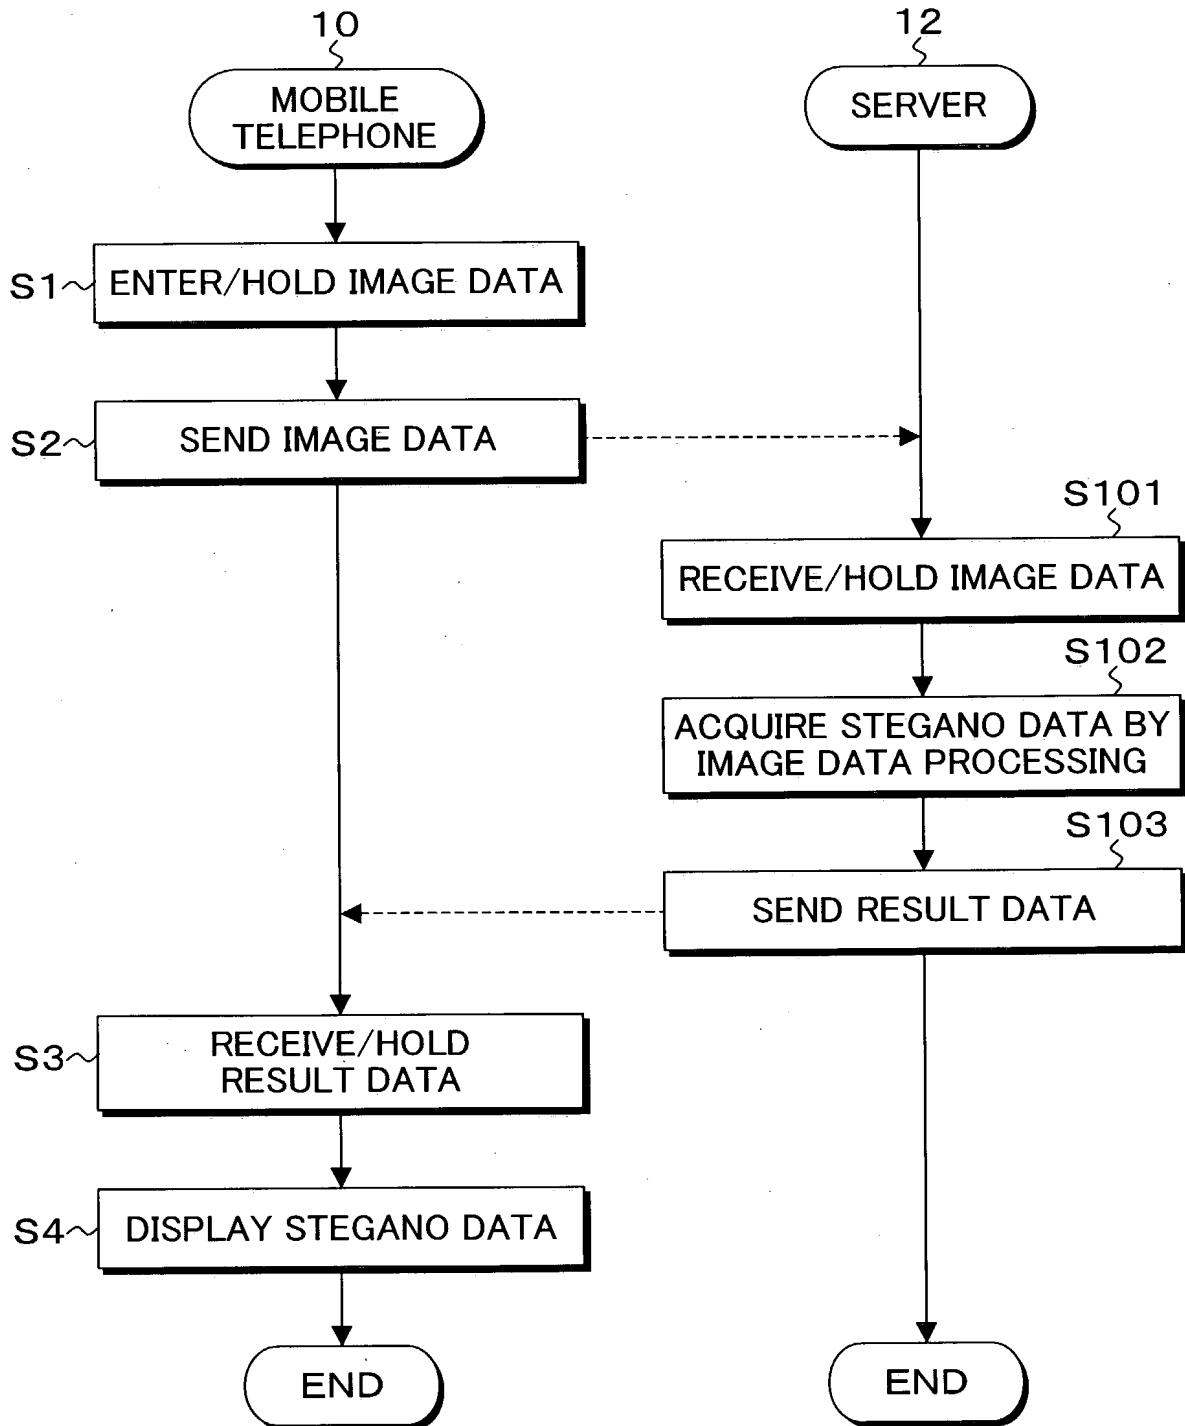 10
MOBILE
TELEPHONE
12
SERVER
S1
ENTER/HOLD IMAGE DATA
S2
SEND IMAGE DATA
S101
RECEIVE/HOLD IMAGE DATA
S102
ACQUIRE STEGANO DATA BY
IMAGE DATA PROCESSING
S103
SEND RESULT DATA
S3
RECEIVE/HOLD
RESULT DATA
S4
DISPLAY STEGANO DATA
END
END